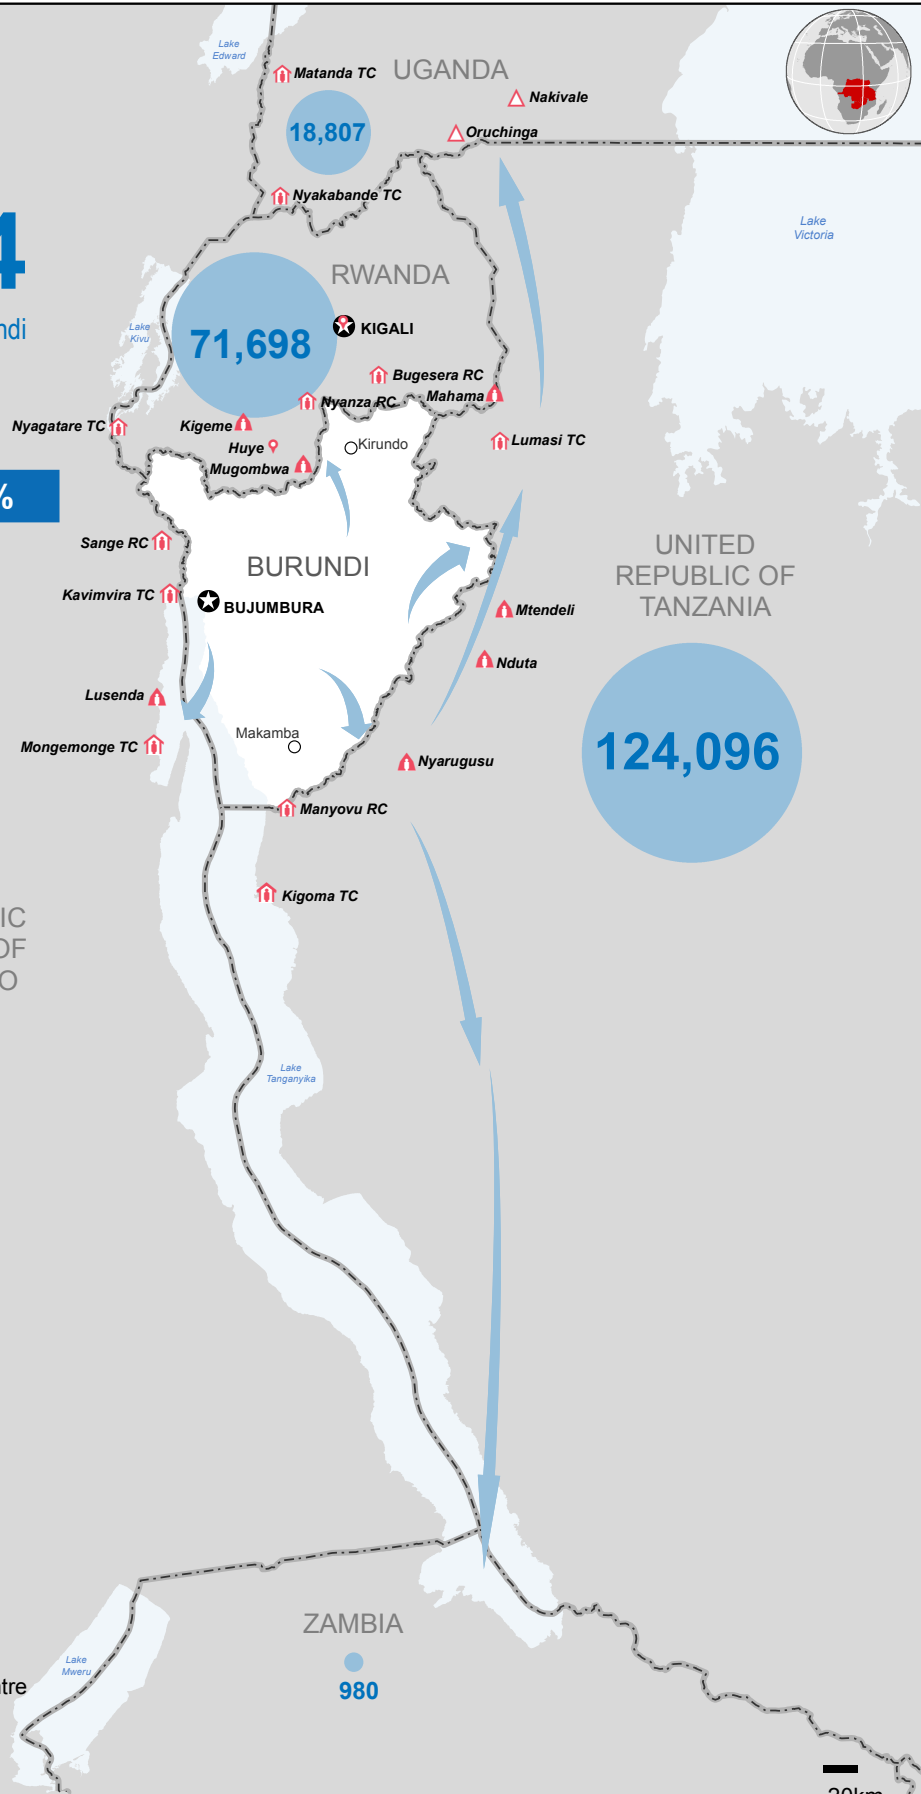 Lake
Edward
Matanda TC
UGANDA
Nakivale
18,807
Oruchinga
Nyakabande TC
Lake
Victoria
4
RWANDA
ndi
Lake
Kivu
KIGALI
71,698
Bugesera RC
Nyanza RC
Mahama
Nyagatare TC
Kigeme
Huye
Kirundo
Lumasi TC
Mugombwa
%
Sange RC
UNITED
REPUBLIC OF
TANZANIA
BURUNDI
Kavimvira TC
BUJUMBURA
Mtendeli
Nduta
Lusenda
Makamba
Mongemonge TC
124,096
Nyarugusu
Manyovu RC
Kigoma TC
IC
OF
O
Lake
Tanganyika
ZAMBIA
Lake
Mweru
980
tre